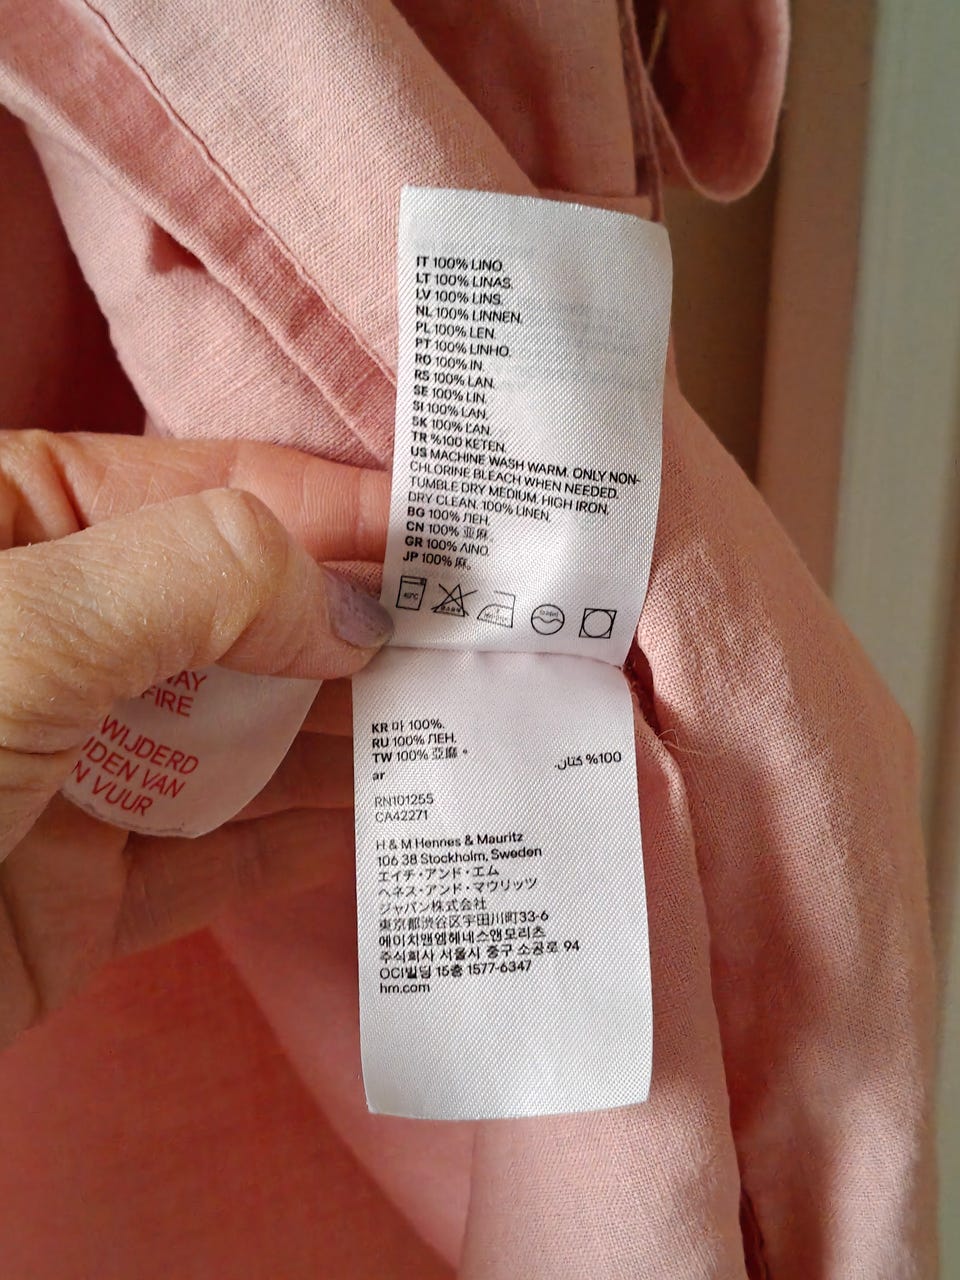 IT 100% LINO.
LT 100% LINAS.
LV 100% LINS.
NL 100% LINNEN.
PL 100% LEN.
PT 100% LINHO.
RO 100% IN.
RS 100% LAN.
SE 100% LIN.
SI 100% LAN.
SK 100% ĽAN.
TR %100 KETEN.
US MACHINE WASH WARM. ONLY NON-
CHLORINE BLEACH WHEN NEEDED.
TUMBLE DRY MEDIUM. HIGH IRON.
DRY CLEAN. 100% LINEN.
BG 100% ЛЕН.
CN 100% 亚麻。
GR 100% ΛΙΝΟ.
JP 100% 麻。
40℃
KR 마 100%.
RU 100% ЛЕН.
TW 100% 亞麻。
ar
%100 كتان.
RN101255
CA42271
H & M Hennes & Mauritz
106 38 Stockholm, Sweden
エイチ・アンド・エム
ヘネス・アンド・マウリッツ
ジャパン株式会社
東京都渋谷区宇田川町33-6
에이치앤엠헤네스앤모리츠
주식회사 서울시 중구 소공로 94
OCI빌딩 15층 1577-6347
hm.com
FIRE
WIJDERD
VAN
VUUR